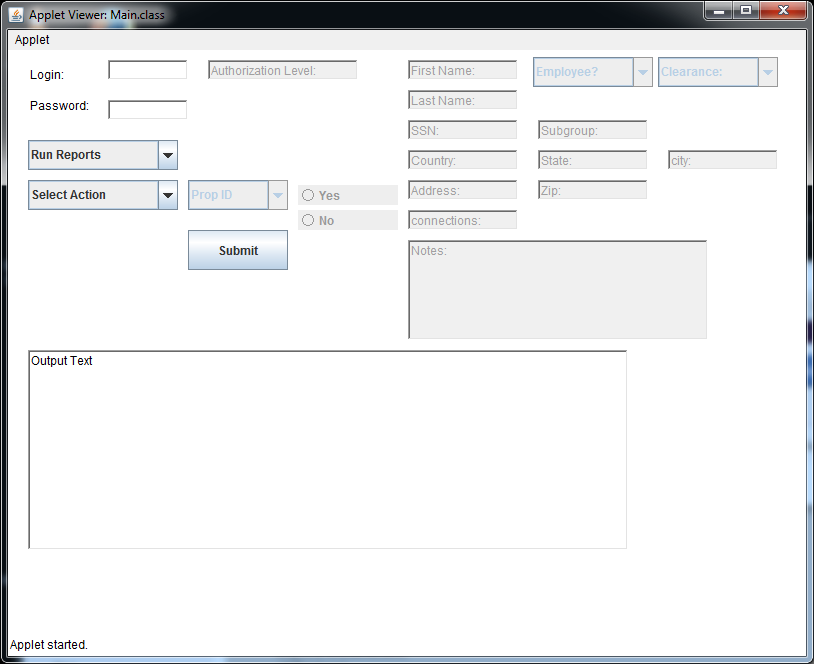 Applet Viewer: Main.class
Applet
Login:
Authorization Level:
First Name:
Employee?
Clearance:
Last Name:
Password:
SSN:
Subgroup:
Run Reports
Country:
State:
city:
Select Action
Prop ID
Yes
Address:
Zip:
No
connections:
Submit
Notes:
Output Text
Applet started.